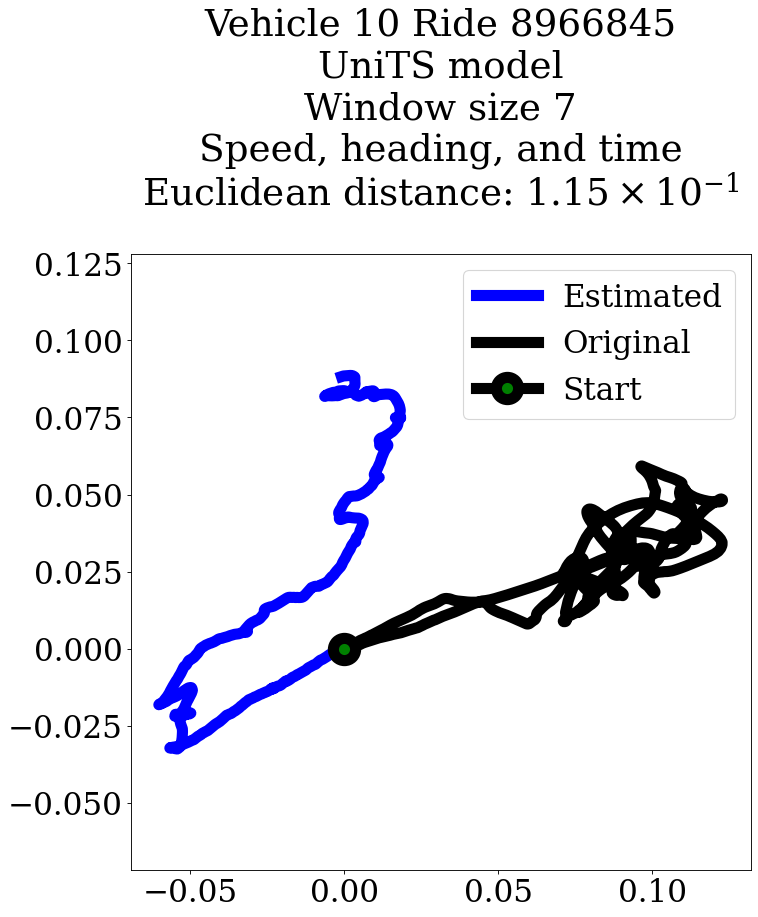 Vehicle 10 Ride 8966845
UniTS model
Window size 7
Speed, heading, and time
Euclidean distance: 1.15 × 10⁻¹
0.125
0.100
0.075
0.050
0.025
0.000
−0.025
−0.050
Estimated
Original
Start
−0.05 0.00 0.05 0.10